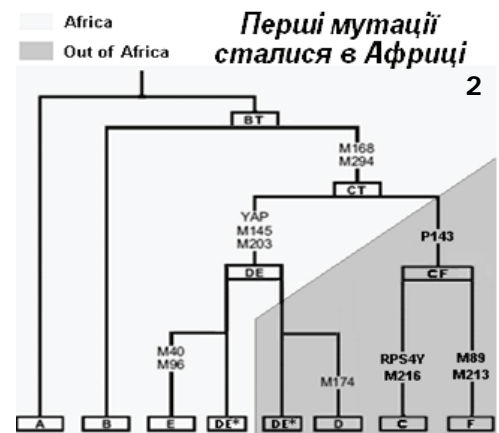 Africa
Out of Africa
Перші мутації
сталися в Африці
2
BT
M168
M294
CT
YAP
M145
M203
P143
DE
CF
M40
M96
M174
RPS4Y
M216
M89
M213
A B E DE* DE* D C F